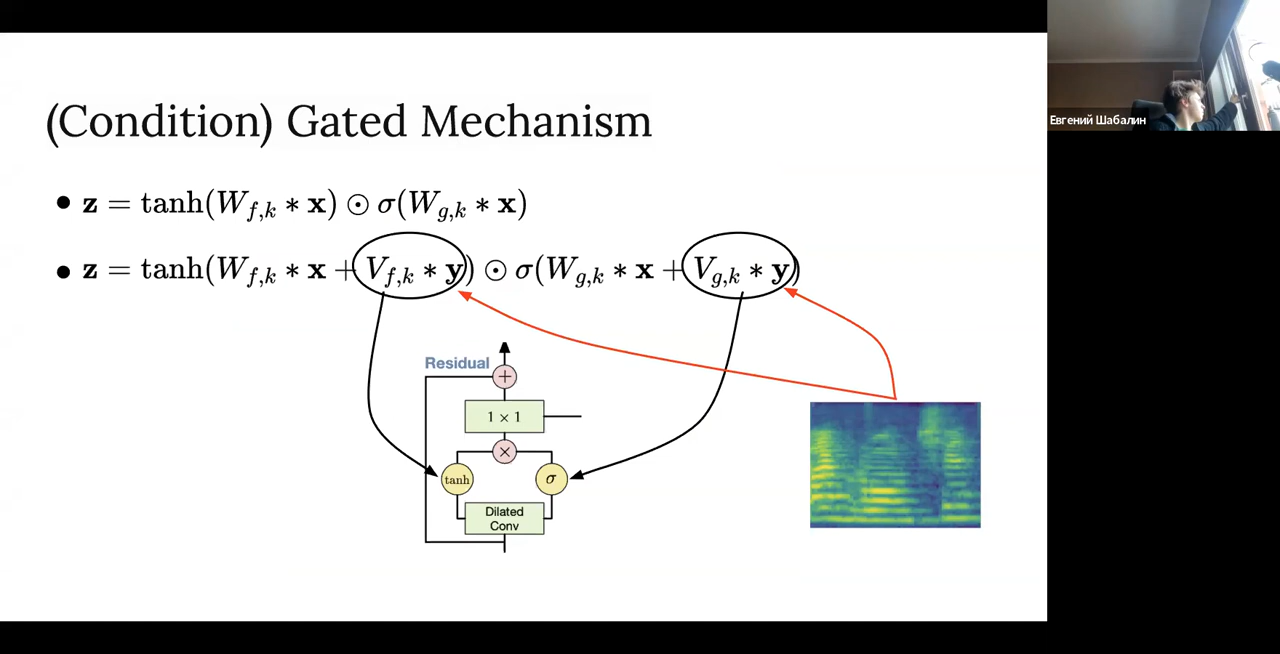 (Condition) Gated Mechanism
• z = tanh(W_{f,k} ∗ x) ⊙ σ(W_{g,k} ∗ x)
• z = tanh(W_{f,k} ∗ x + V_{f,k} ∗ y) ⊙ σ(W_{g,k} ∗ x + V_{g,k} ∗ y)
Residual
+
1 × 1
×
tanh
σ
Dilated
Conv
Евгений Шабалин